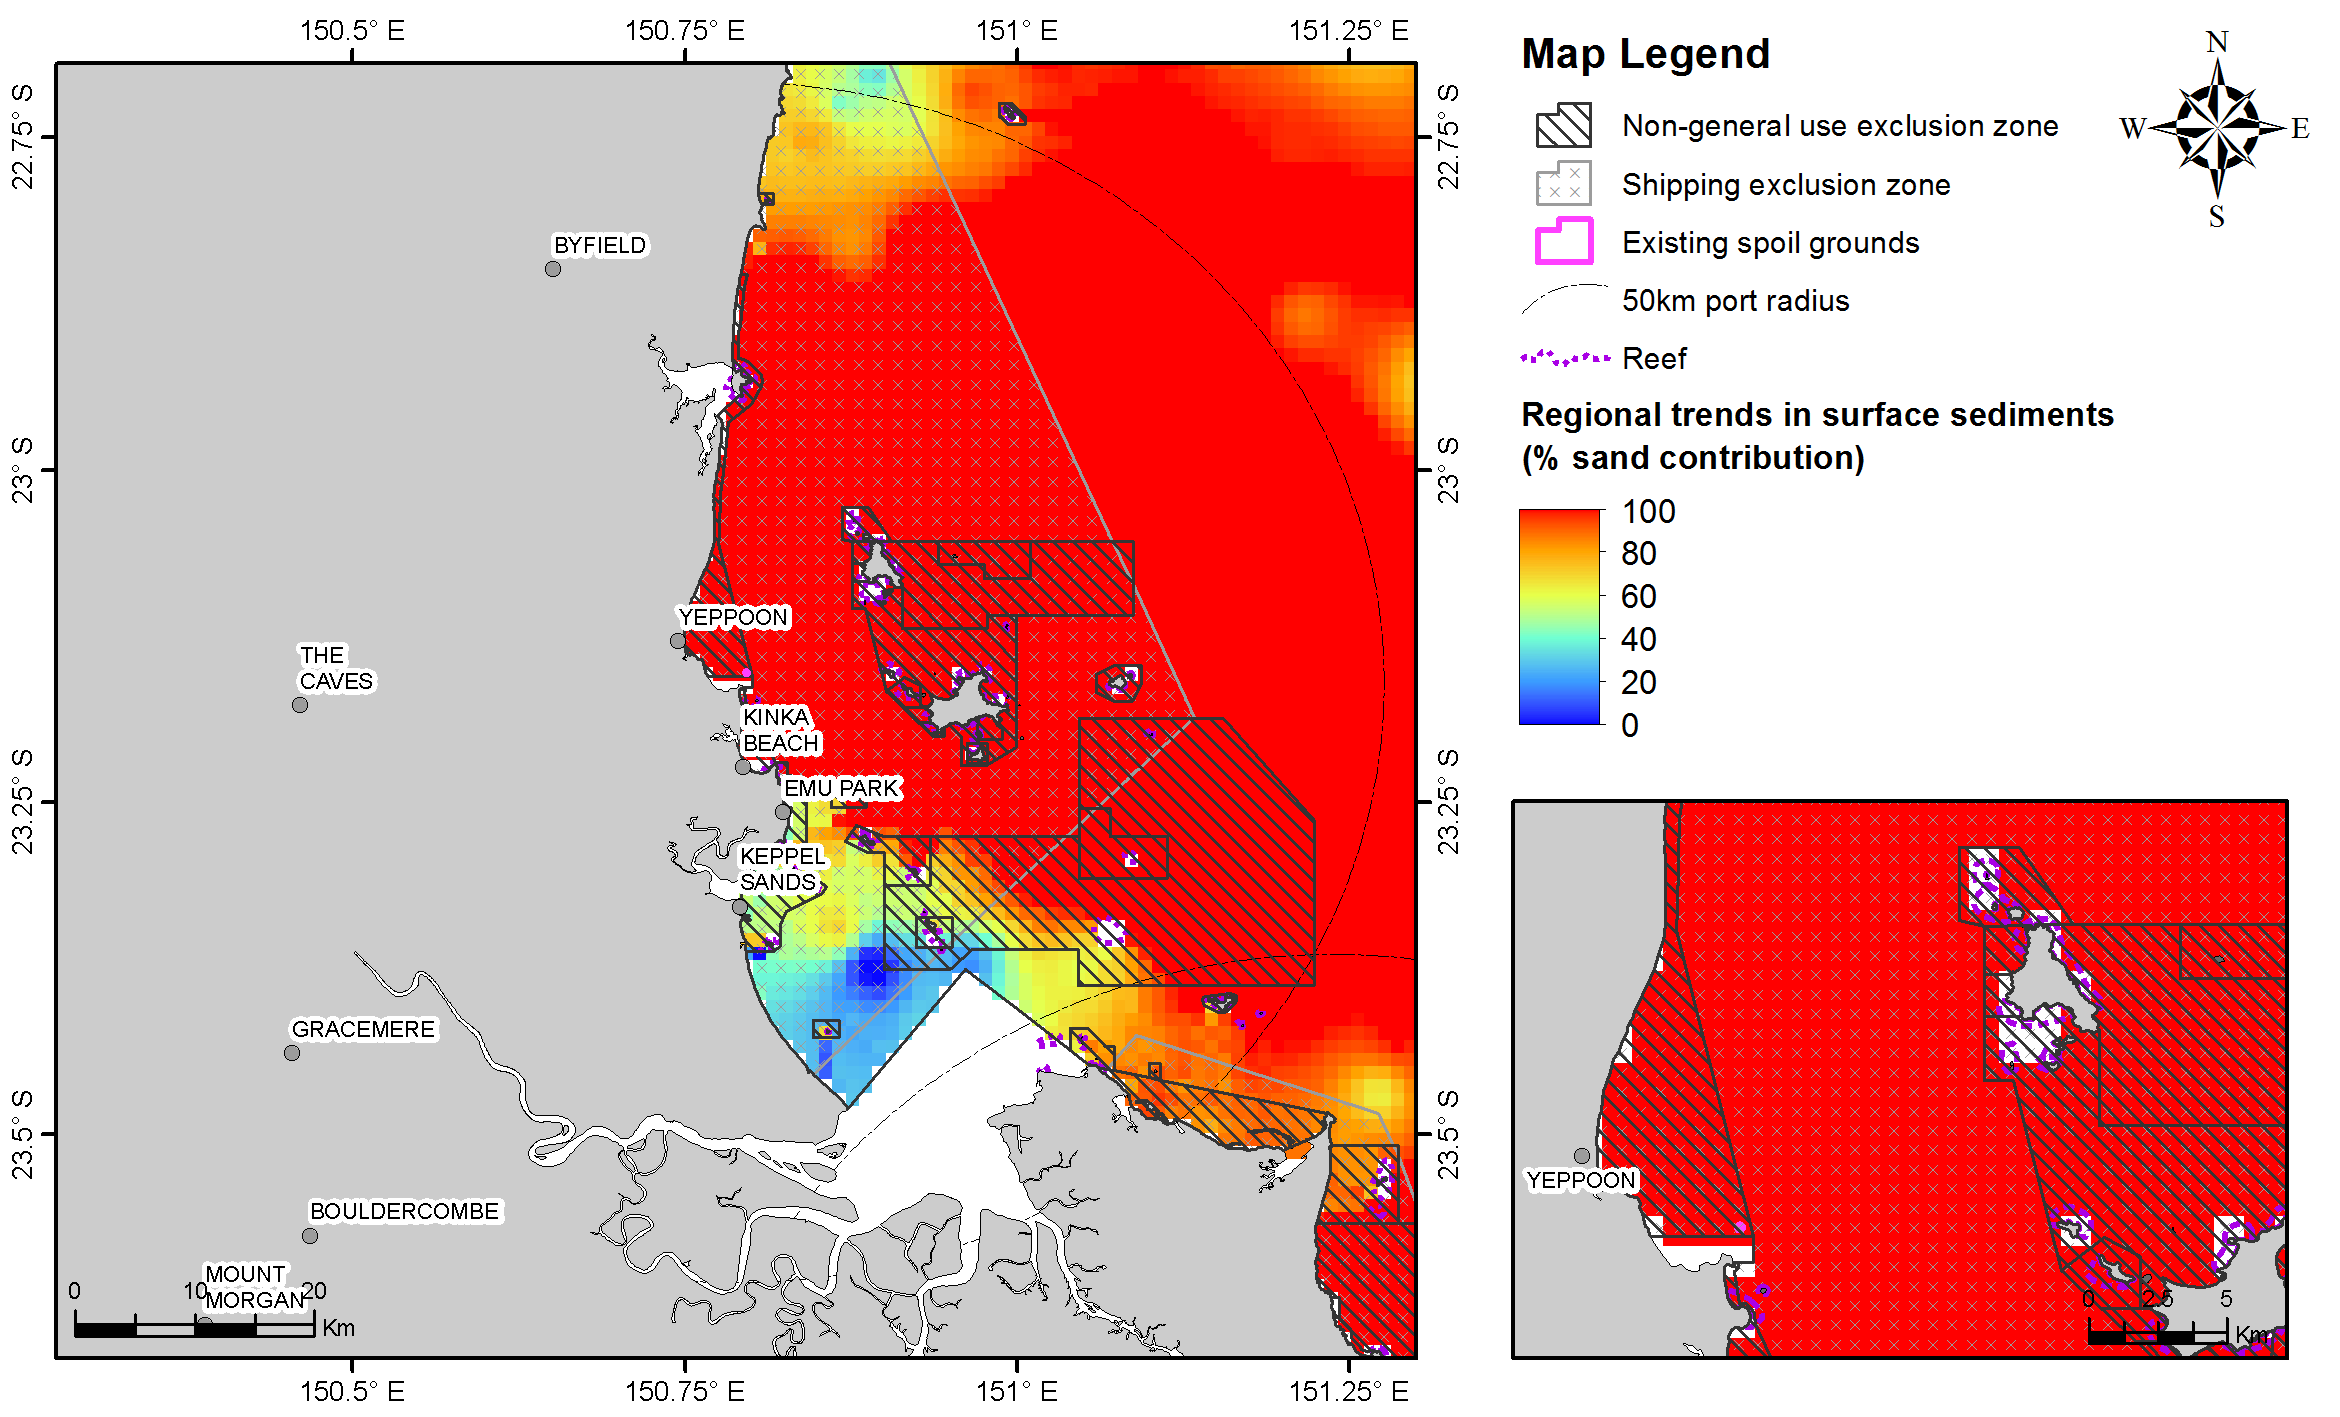 150.5° E
150.75° E
151° E
151.25° E
22.75° S
23° S
23.25° S
23.5° S
BYFIELD
YEPPOON
THE
CAVES
KINKA
BEACH
EMU PARK
KEPPEL
SANDS
GRACEMERE
BOULDERCOMBE
MOUNT
MORGAN
0 10 20
Km
22.75° S
23° S
23.25° S
23.5° S
150.5° E
150.75° E
151° E
151.25° E
Map Legend
Non-general use exclusion zone
Shipping exclusion zone
Existing spoil grounds
50km port radius
Reef
Regional trends in surface sediments
(% sand contribution)
100
80
60
40
20
0
N
W
E
S
YEPPOON
0 2.5 5
Km